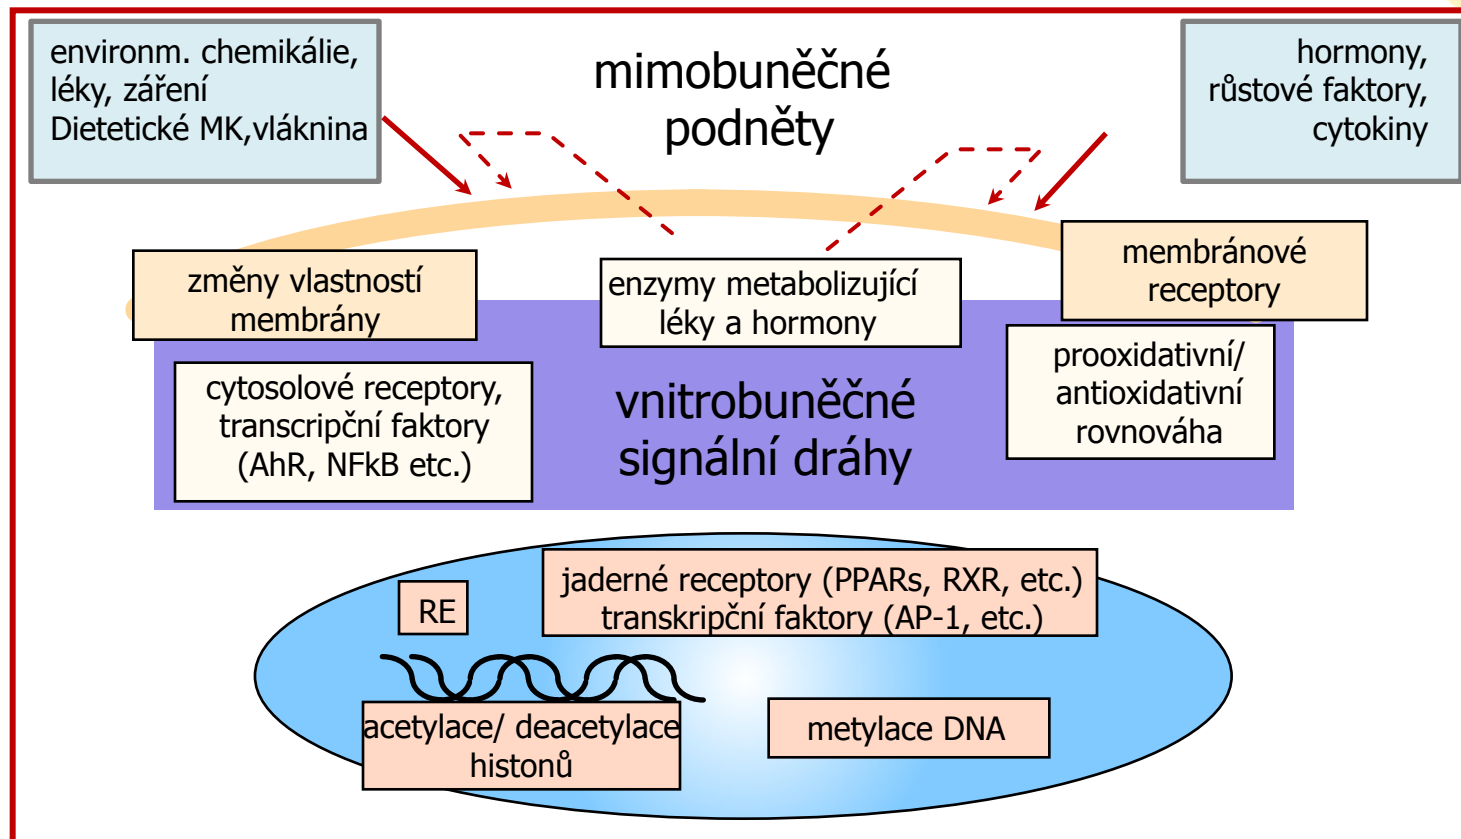 environm. chemikálie,
léky, záření
Dietetické MK,vláknina
mimobuněčné
podněty
hormony,
růstové faktory,
cytokiny
změny vlastností
membrány
enzymy metabolizující
léky a hormony
membránové
receptory
cytosolové receptory,
transcripční faktory
(AhR, NFkB etc.)
vnitrobuněčné
signální dráhy
prooxidativní/
antioxidativní
rovnováha
RE
jaderné receptory (PPARs, RXR, etc.)
transkripční faktory (AP-1, etc.)
acetylace/ deacetylace
histonů
metylace DNA